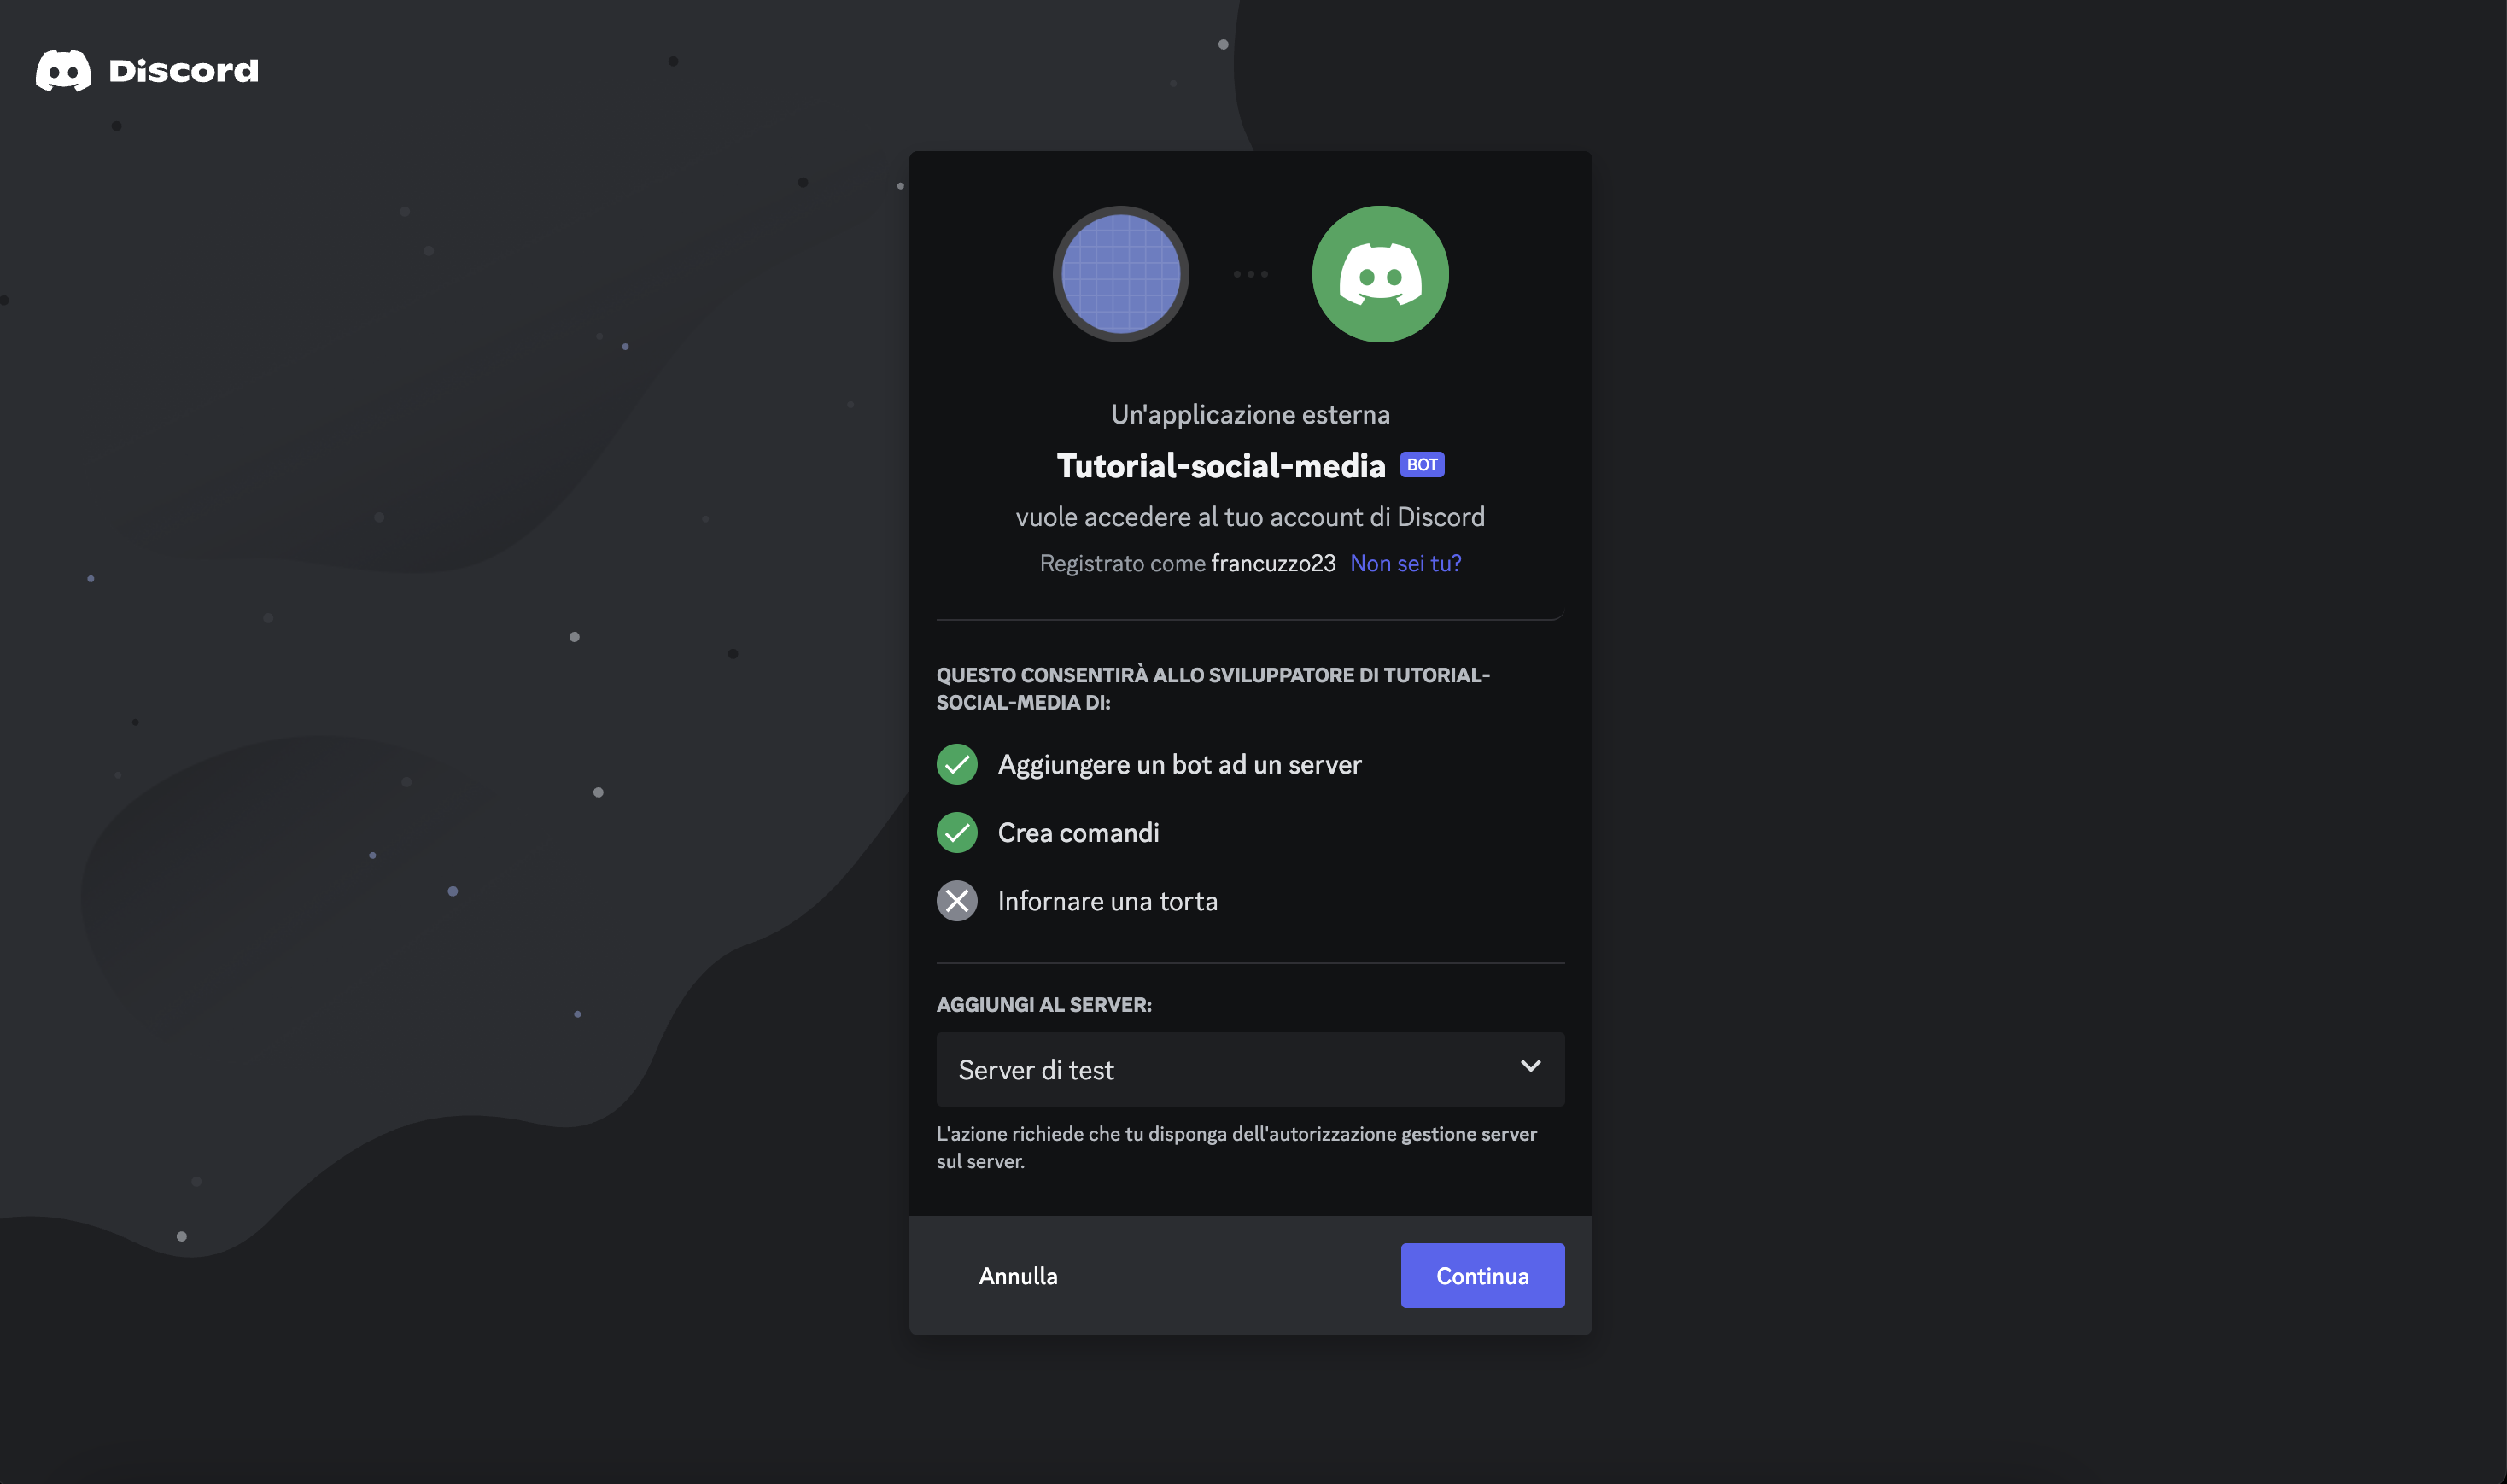 Discord
Un'applicazione esterna
Tutorial-social-media BOT
vuole accedere al tuo account di Discord
Registrato come francuzzo23 Non sei tu?
QUESTO CONSENTIRÀ ALLO SVILUPPATORE DI TUTORIAL-
SOCIAL-MEDIA DI:
Aggiungere un bot ad un server
Crea comandi
Infornare una torta
AGGIUNGI AL SERVER:
Server di test
L'azione richiede che tu disponga dell'autorizzazione gestione server
sul server.
Annulla
Continua